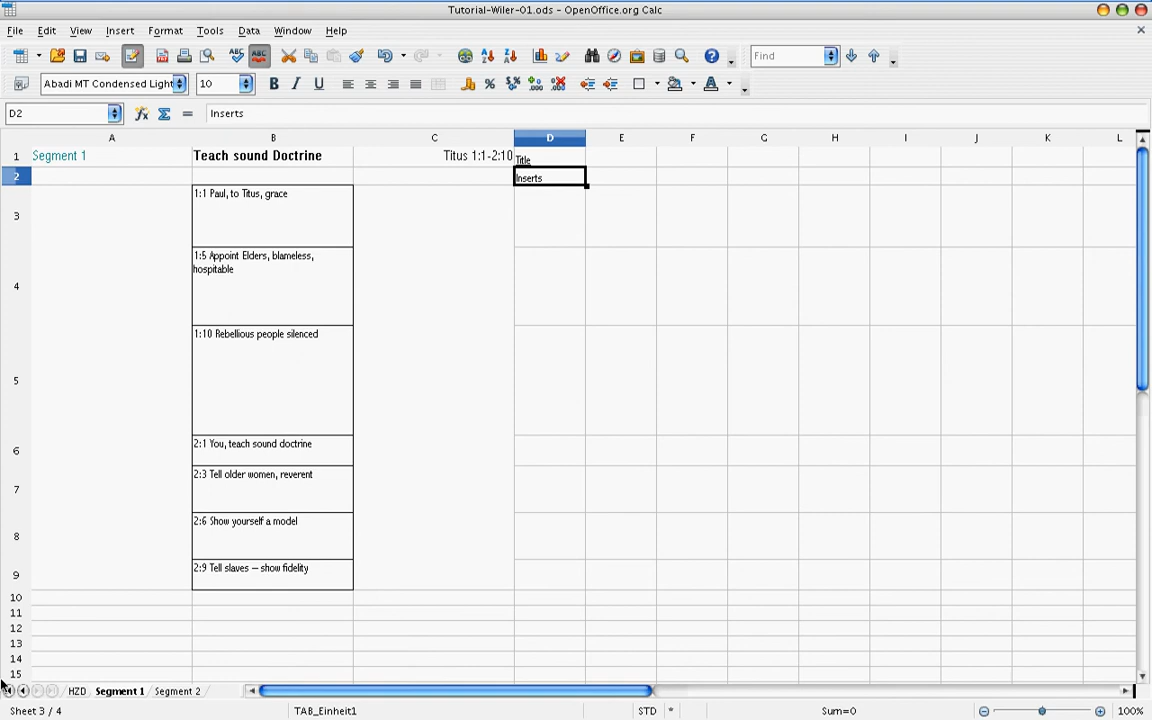 Tutorial-Wiler-01.ods - OpenOffice.org Calc
File Edit View Insert Format Tools Data Window Help
Find
Abadi MT Condensed Light 10
D2 Inserts
A B C D E F G H I J K L
1 Segment 1 Teach sound Doctrine Titus 1:1-2:10 Title
2 Inserts
3 1:1 Paul, to Titus, grace
4 1:5 Appoint Elders, blameless,
hospitable
5 1:10 Rebellious people silenced
6 2:1 You, teach sound doctrine
7 2:3 Tell older women, reverent
8 2:6 Show yourself a model
9 2:9 Tell slaves – show fidelity
10
11
12
13
14
15
HZD Segment 1 Segment 2
Sheet 3 / 4 TAB_Einheit1 STD * Sum=0 100%